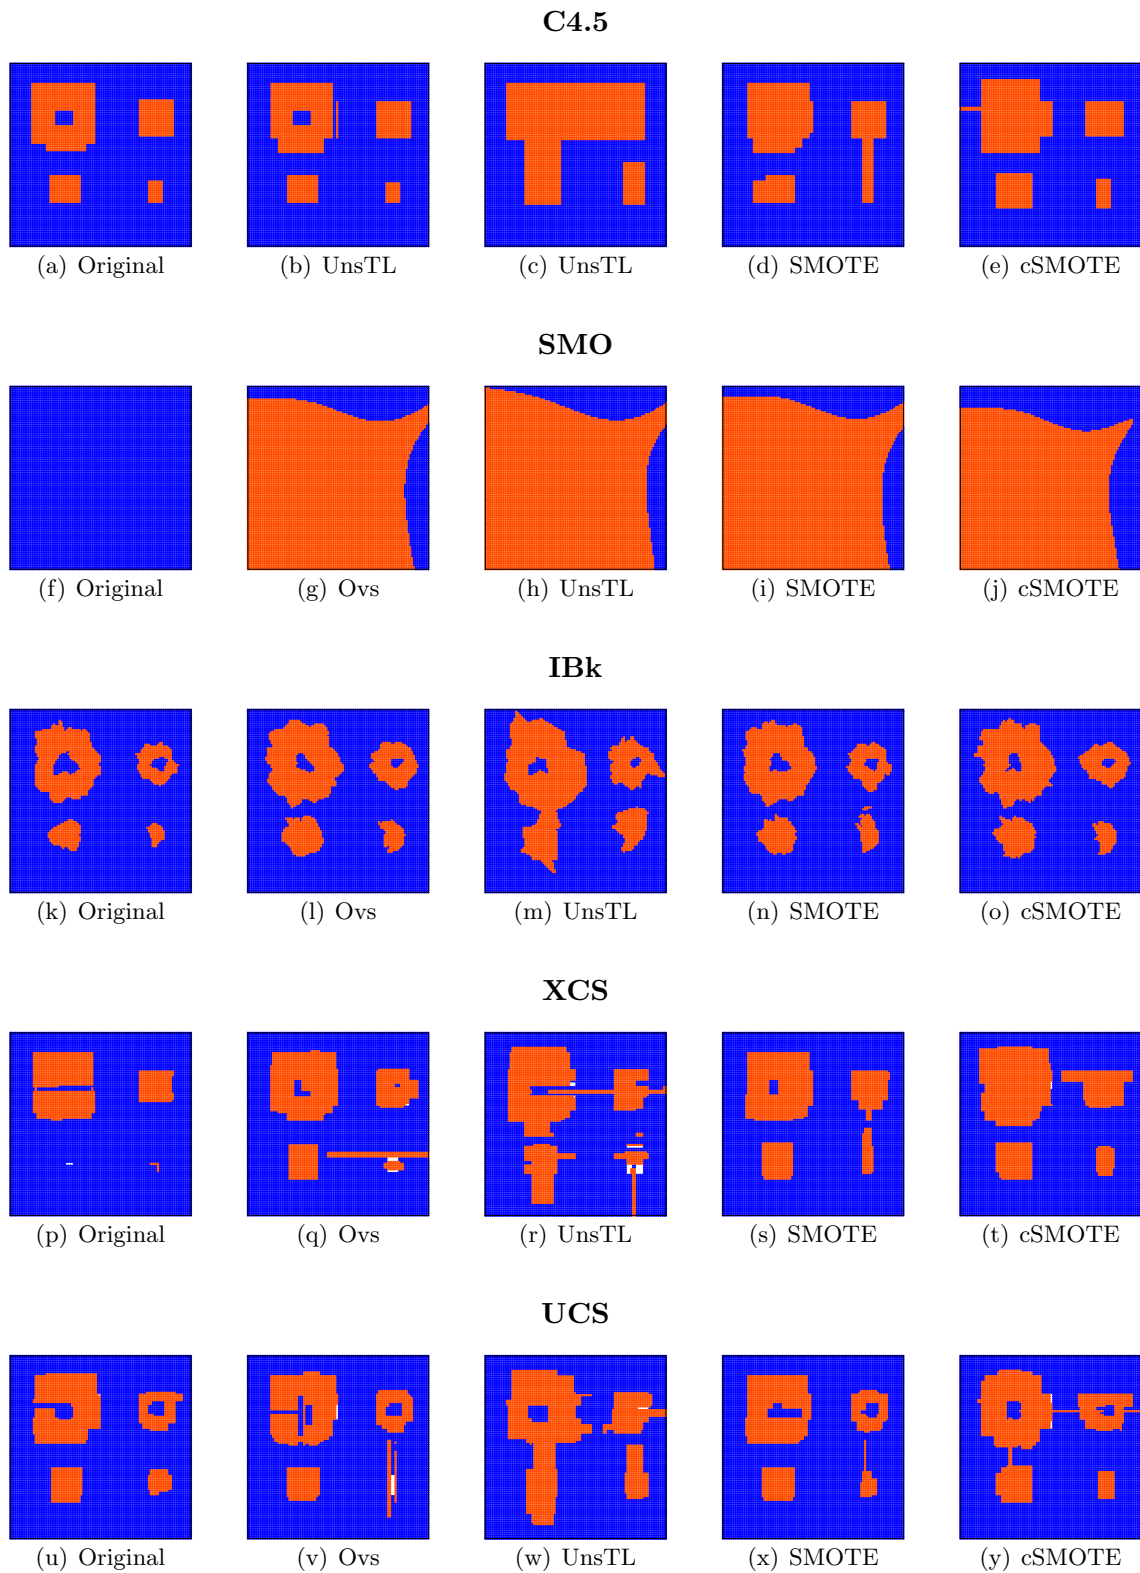 C4.5
(a) Original (b) UnsTL (c) UnsTL (d) SMOTE (e) cSMOTE
SMO
(f) Original (g) Ovs (h) UnsTL (i) SMOTE (j) cSMOTE
IBk
(k) Original (l) Ovs (m) UnsTL (n) SMOTE (o) cSMOTE
XCS
(p) Original (q) Ovs (r) UnsTL (s) SMOTE (t) cSMOTE
UCS
(u) Original (v) Ovs (w) UnsTL (x) SMOTE (y) cSMOTE